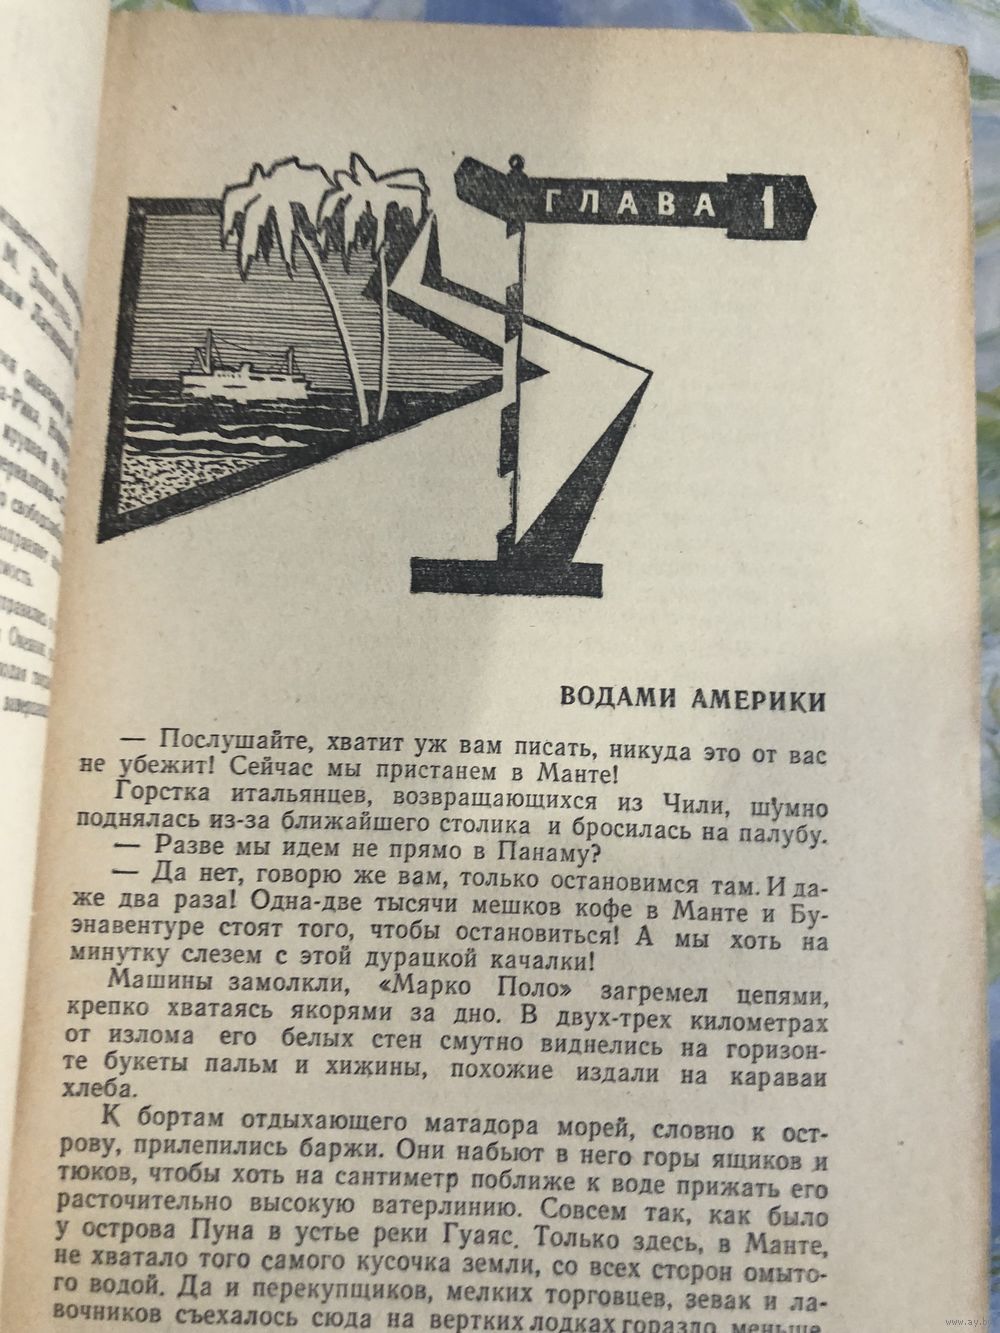 ГЛАВА 1
ВОДАМИ АМЕРИКИ
— Послушайте, хватит уж вам писать, никуда это от вас
не убежит! Сейчас мы пристанем в Манте!
Горстка итальянцев, возвращающихся из Чили, шумно
поднялась из-за ближайшего столика и бросилась на палубу.
— Разве мы идем не прямо в Панаму?
— Да нет, говорю же вам, только остановимся там. И да-
же два раза! Одна-две тысячи мешков кофе в Манте и Бу-
энавентуре стоят того, чтобы остановиться! А мы хоть на
минутку слезем с этой дурацкой качалки!
Машины замолкли, «Марко Поло» загремел цепями,
крепко хватаясь якорями за дно. В двух-трех километрах
от излома его белых стен смутно виднелись на горизон-
те букеты пальм и хижины, похожие издали на караваи
хлеба.
К бортам отдыхающего матадора морей, словно к ост-
рову, прилепились баржи. Они набьют в него горы ящиков и
тюков, чтобы хоть на сантиметр поближе к воде прижать его
расточительно высокую ватерлинию. Совсем так, как было
у острова Пуна в устье реки Гуаяс. Только здесь, в Манте,
не хватало того самого кусочка земли, со всех сторон омыто-
го водой. Да и перекупщиков, мелких торговцев, зевак и ла-
вочников съехалось сюда на вертких лодках гораздо меньше,